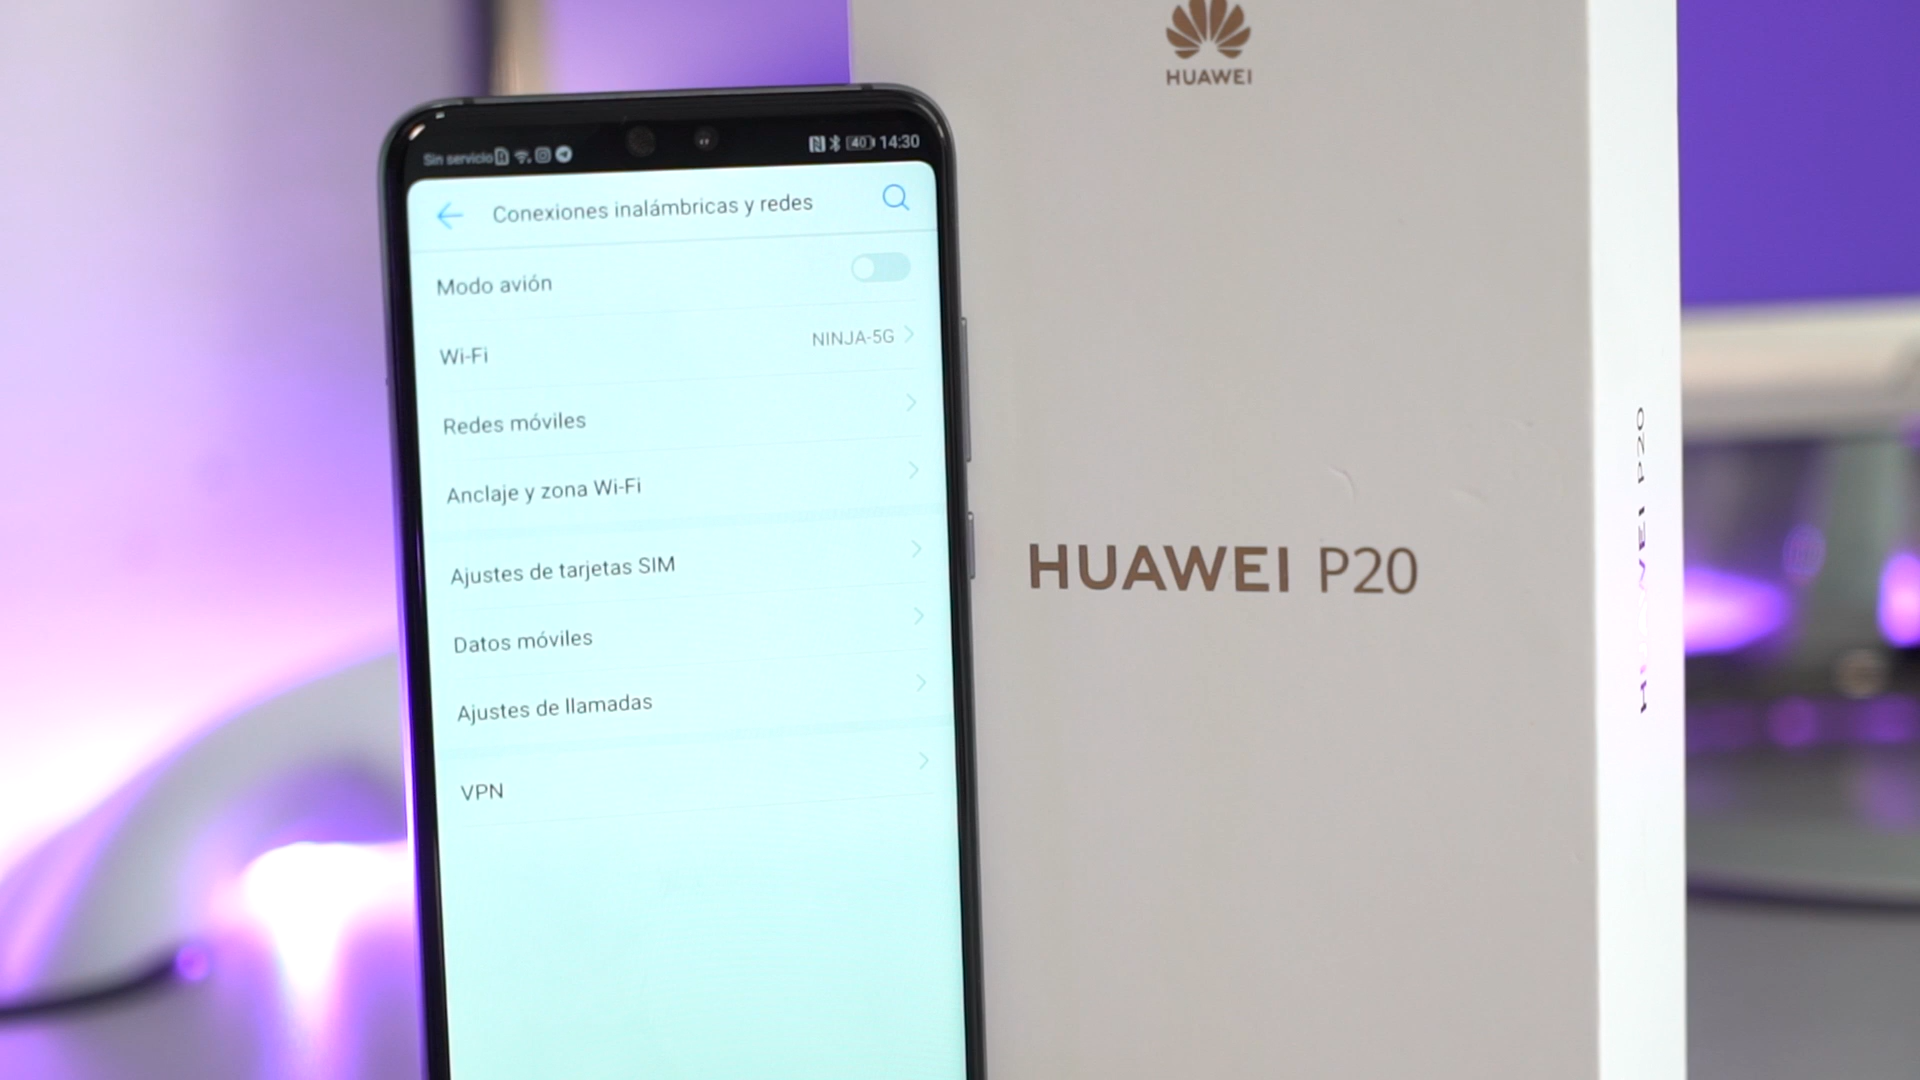 HUAWEI
Sin servicio 40 14:30
Conexiones inalámbricas y redes
Modo avión
Wi-Fi NINJA-5G
Redes móviles
Anclaje y zona Wi-Fi
Ajustes de tarjetas SIM
Datos móviles
Ajustes de llamadas
VPN
HUAWEI P20
HUAWEI P20